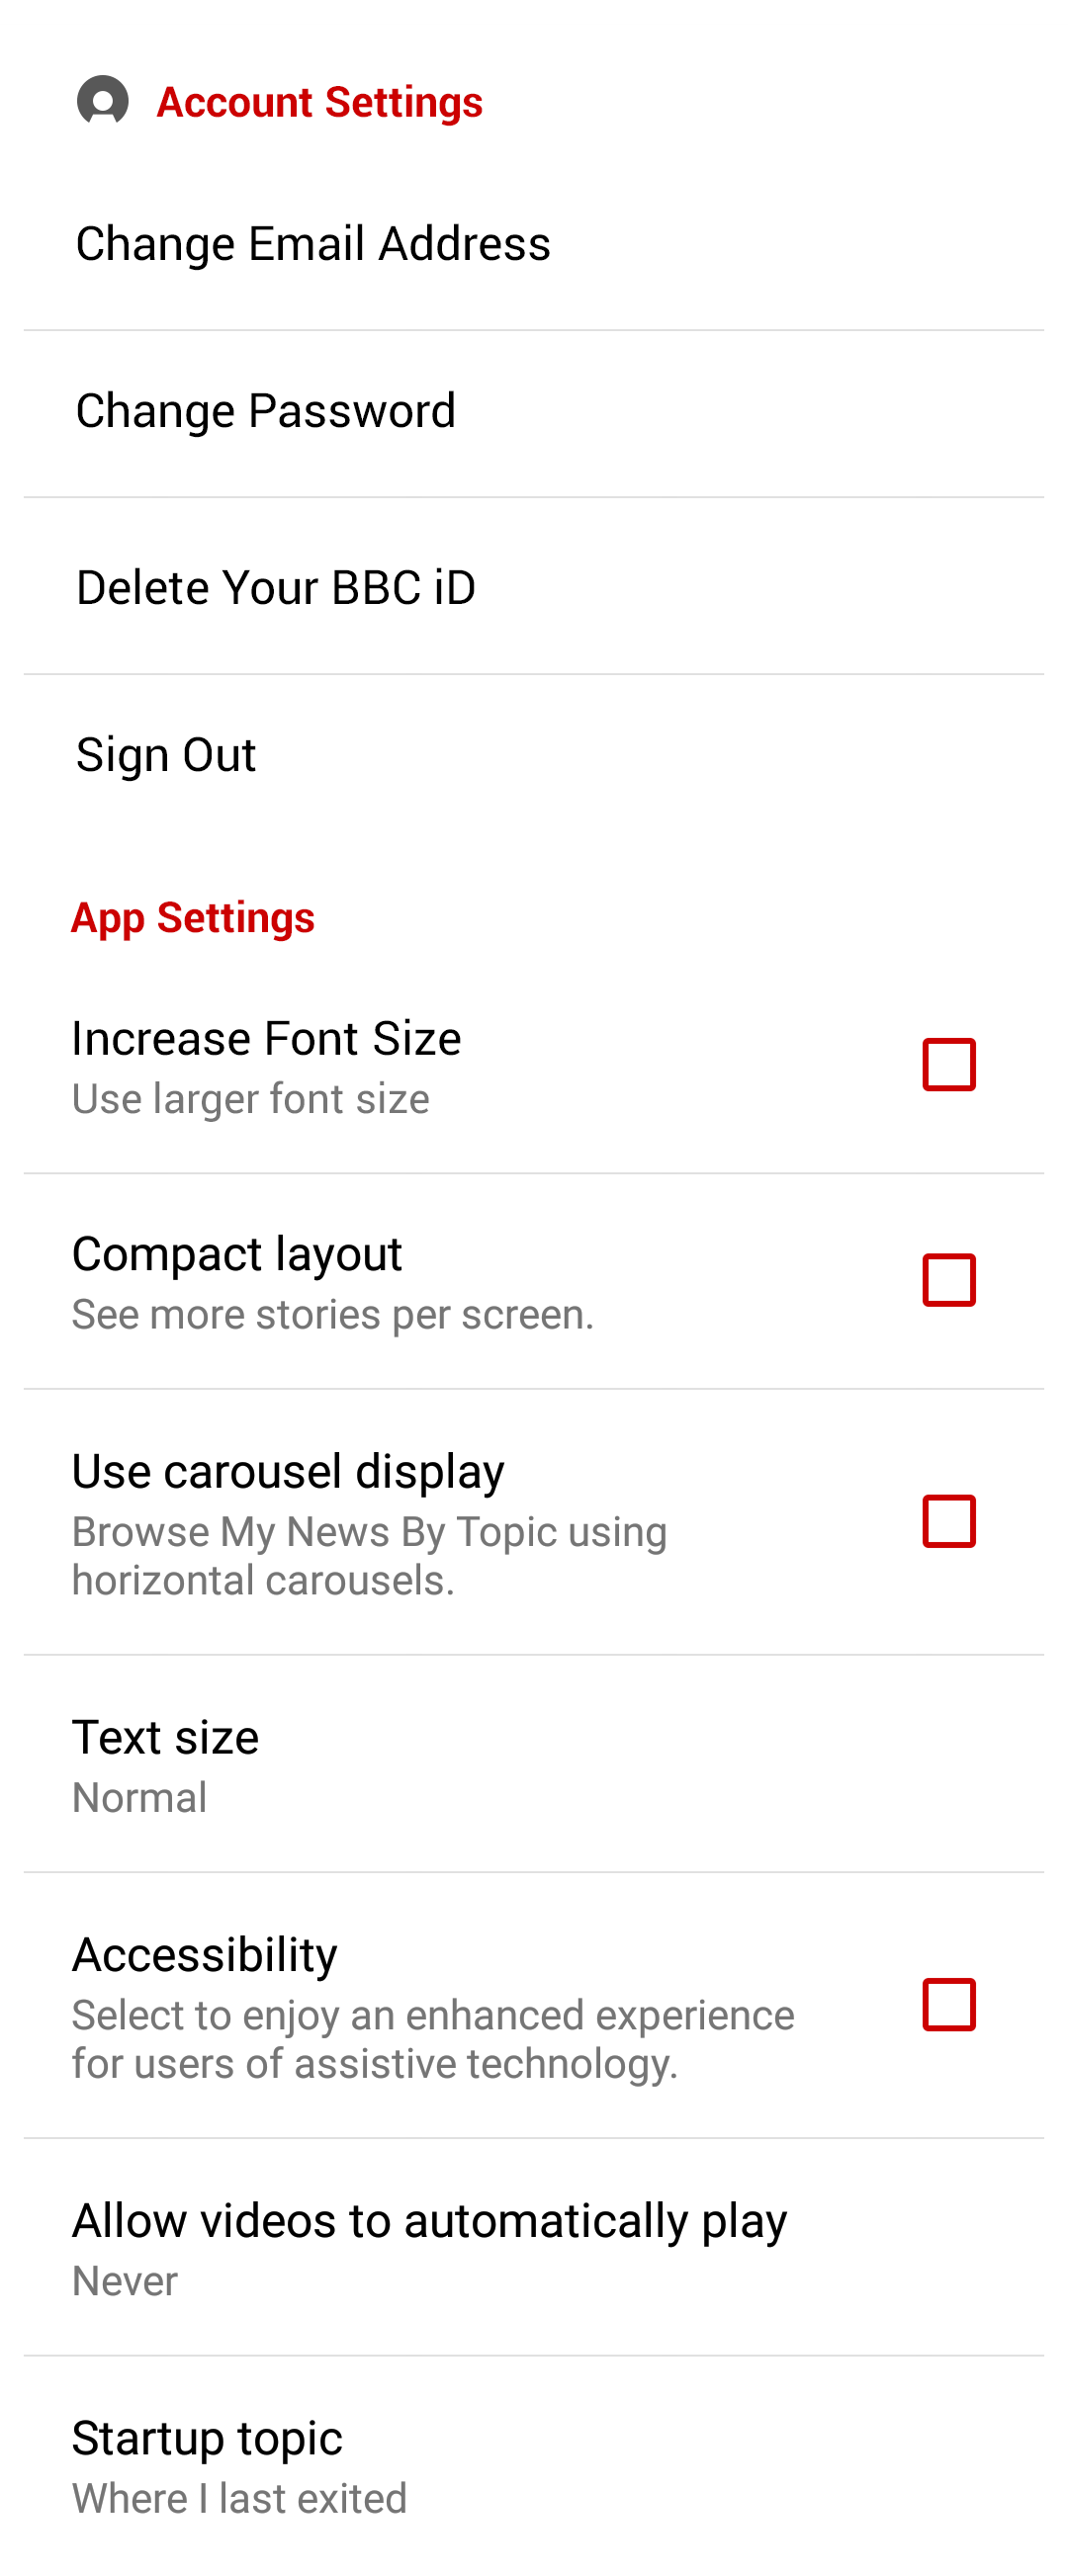 Account Settings
Change Email Address
Change Password
Delete Your BBC iD
Sign Out
App Settings
Increase Font Size
Use larger font size
Compact layout
See more stories per screen.
Use carousel display
Browse My News By Topic using
horizontal carousels.
Text size
Normal
Accessibility
Select to enjoy an enhanced experience
for users of assistive technology.
Allow videos to automatically play
Never
Startup topic
Where I last exited